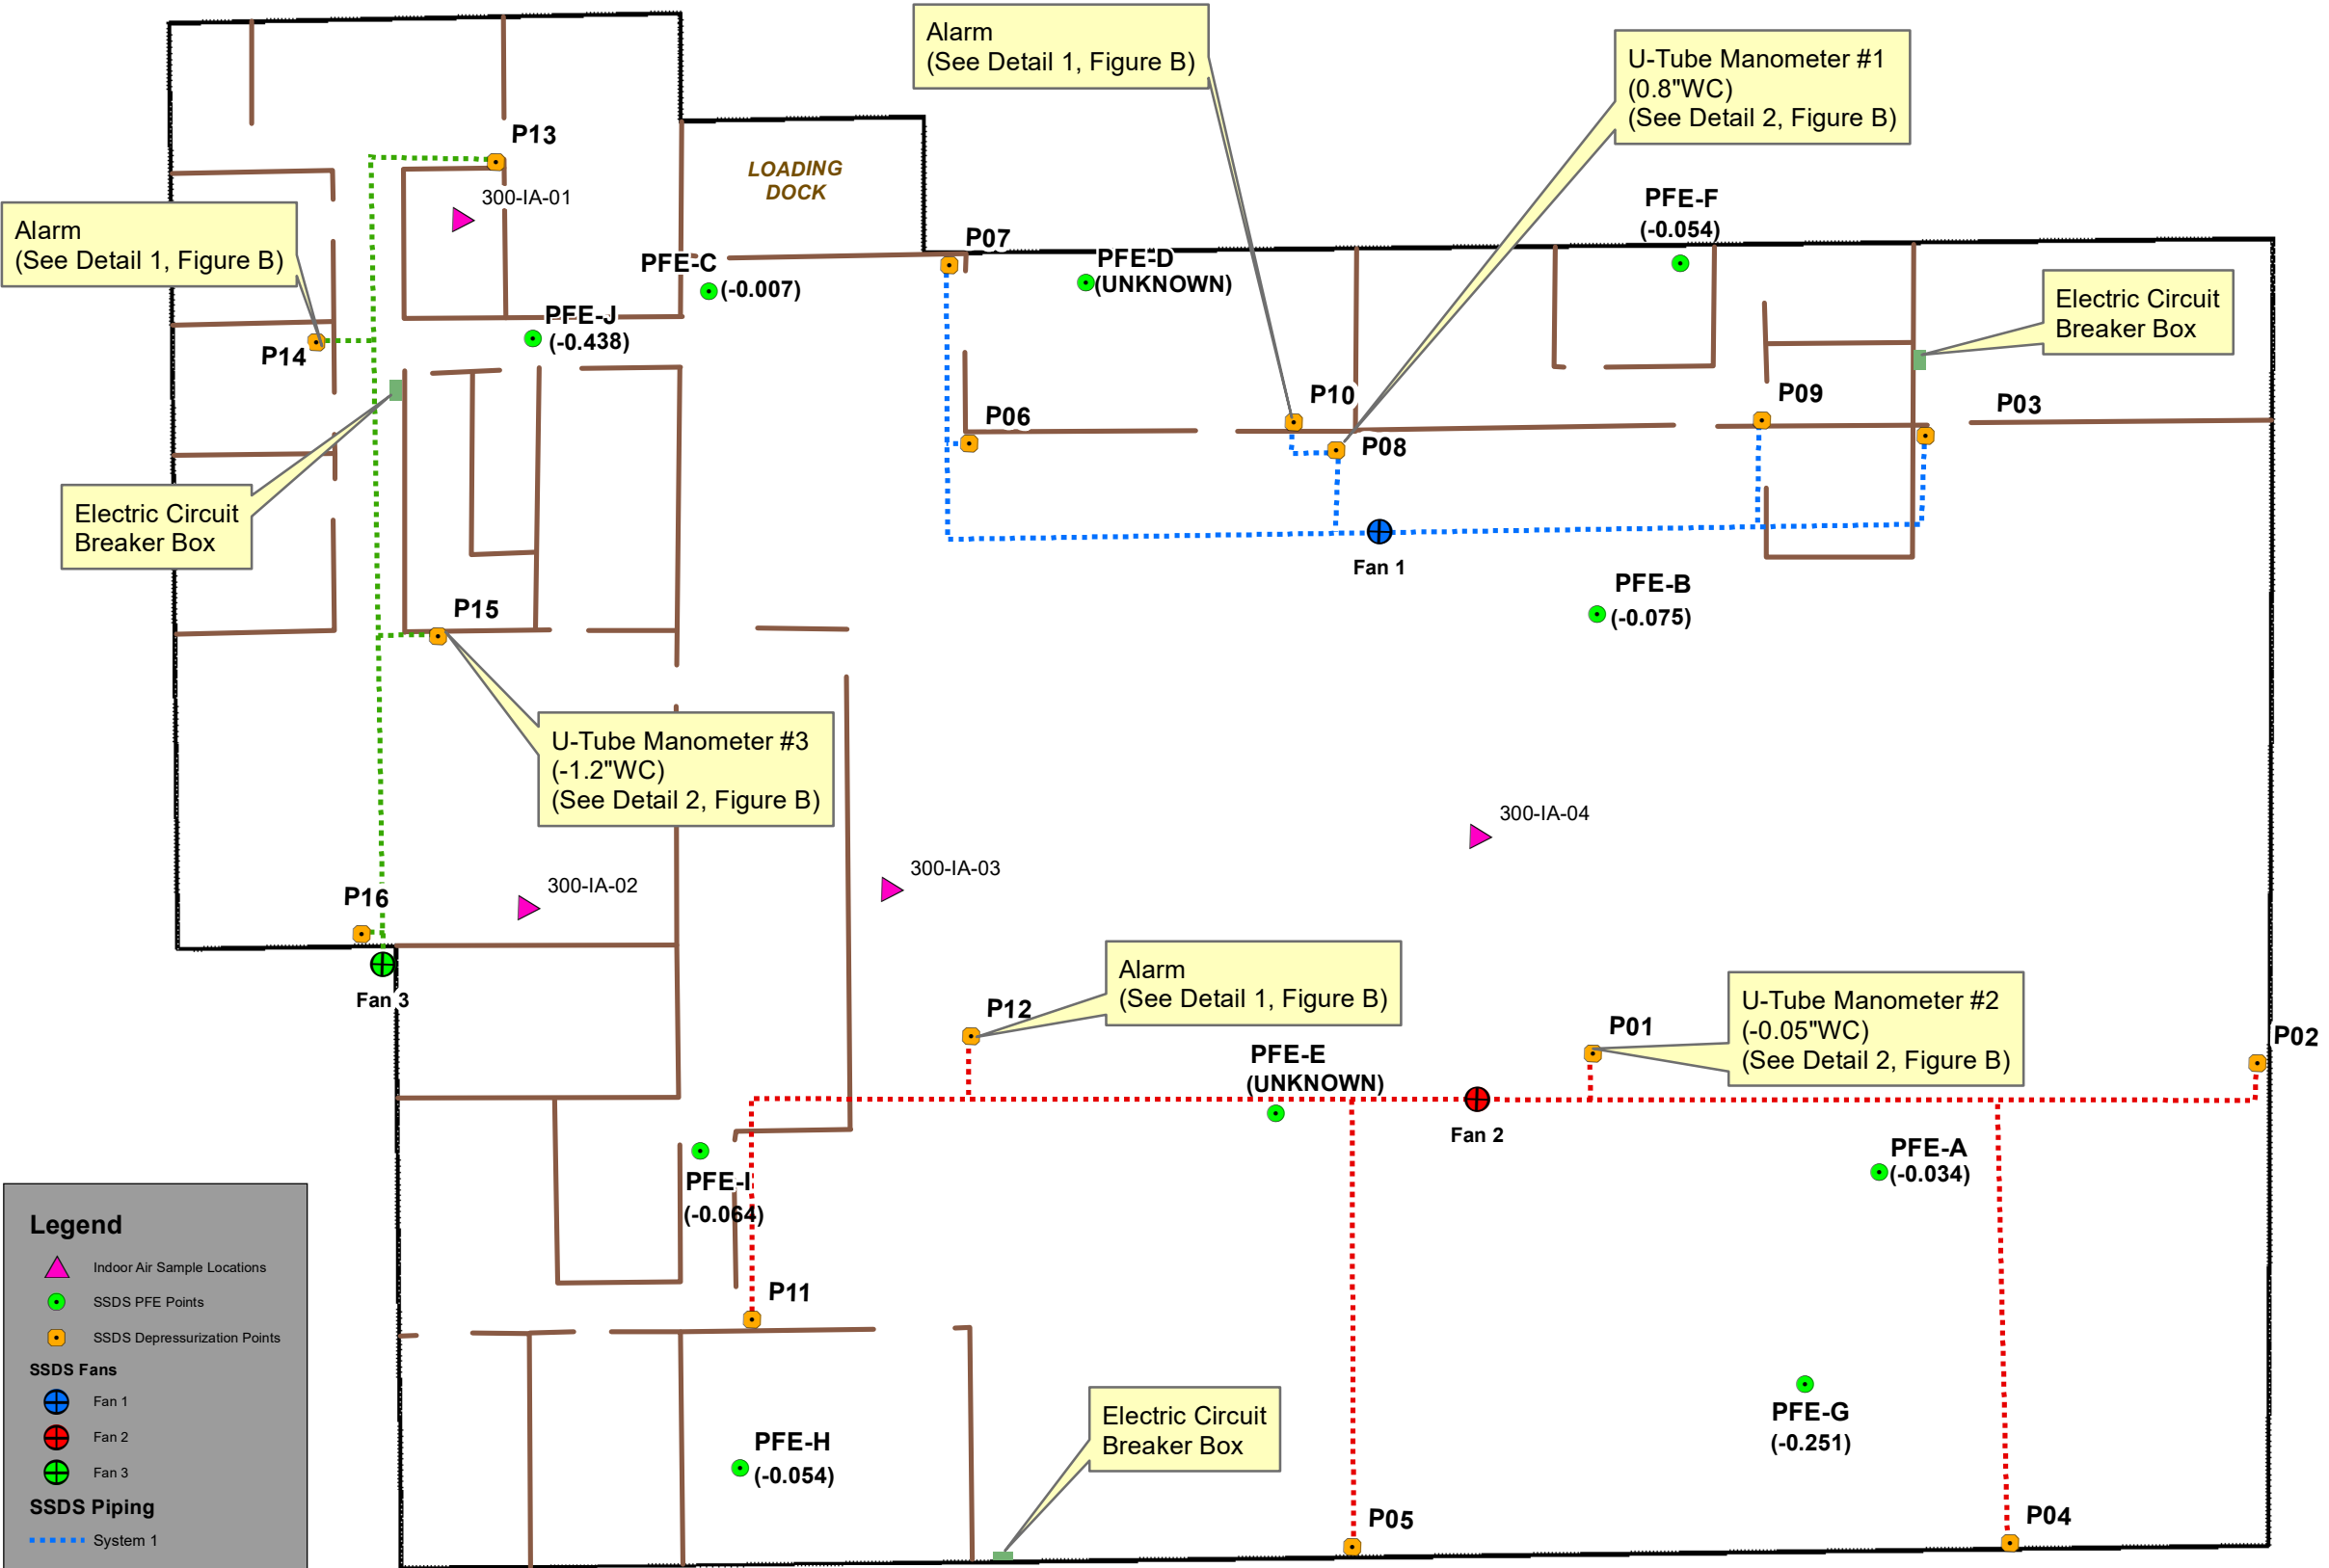 Alarm
(See Detail 1, Figure B)
U-Tube Manometer #1
(0.8"WC)
(See Detail 2, Figure B)
P13
LOADING
DOCK
300-IA-01
PFE-F
(-0.054)
Alarm
(See Detail 1, Figure B)
P07
PFE-C
(-0.007)
PFE-D
(UNKNOWN)
Electric Circuit
Breaker Box
PFE-J
(-0.438)
P14
P10
P09
P03
P06
P08
Electric Circuit
Breaker Box
Fan 1
PFE-B
(-0.075)
P15
U-Tube Manometer #3
(-1.2"WC)
(See Detail 2, Figure B)
300-IA-04
300-IA-03
300-IA-02
P16
Fan 3
Alarm
(See Detail 1, Figure B)
P12
U-Tube Manometer #2
(-0.05"WC)
(See Detail 2, Figure B)
P01
P02
PFE-E
(UNKNOWN)
Fan 2
PFE-A
(-0.034)
PFE-I
(-0.064)
P11
PFE-G
(-0.251)
Electric Circuit
Breaker Box
PFE-H
(-0.054)
P05
P04
Legend
Indoor Air Sample Locations
SSDS PFE Points
SSDS Depressurization Points
SSDS Fans
Fan 1
Fan 2
Fan 3
SSDS Piping
System 1